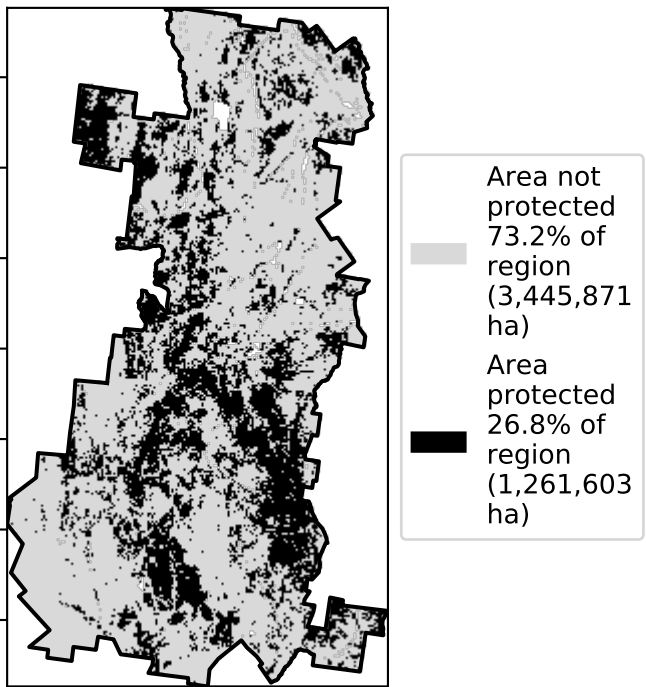 Area not
protected
73.2% of
region
(3,445,871
ha)
Area
protected
26.8% of
region
(1,261,603
ha)